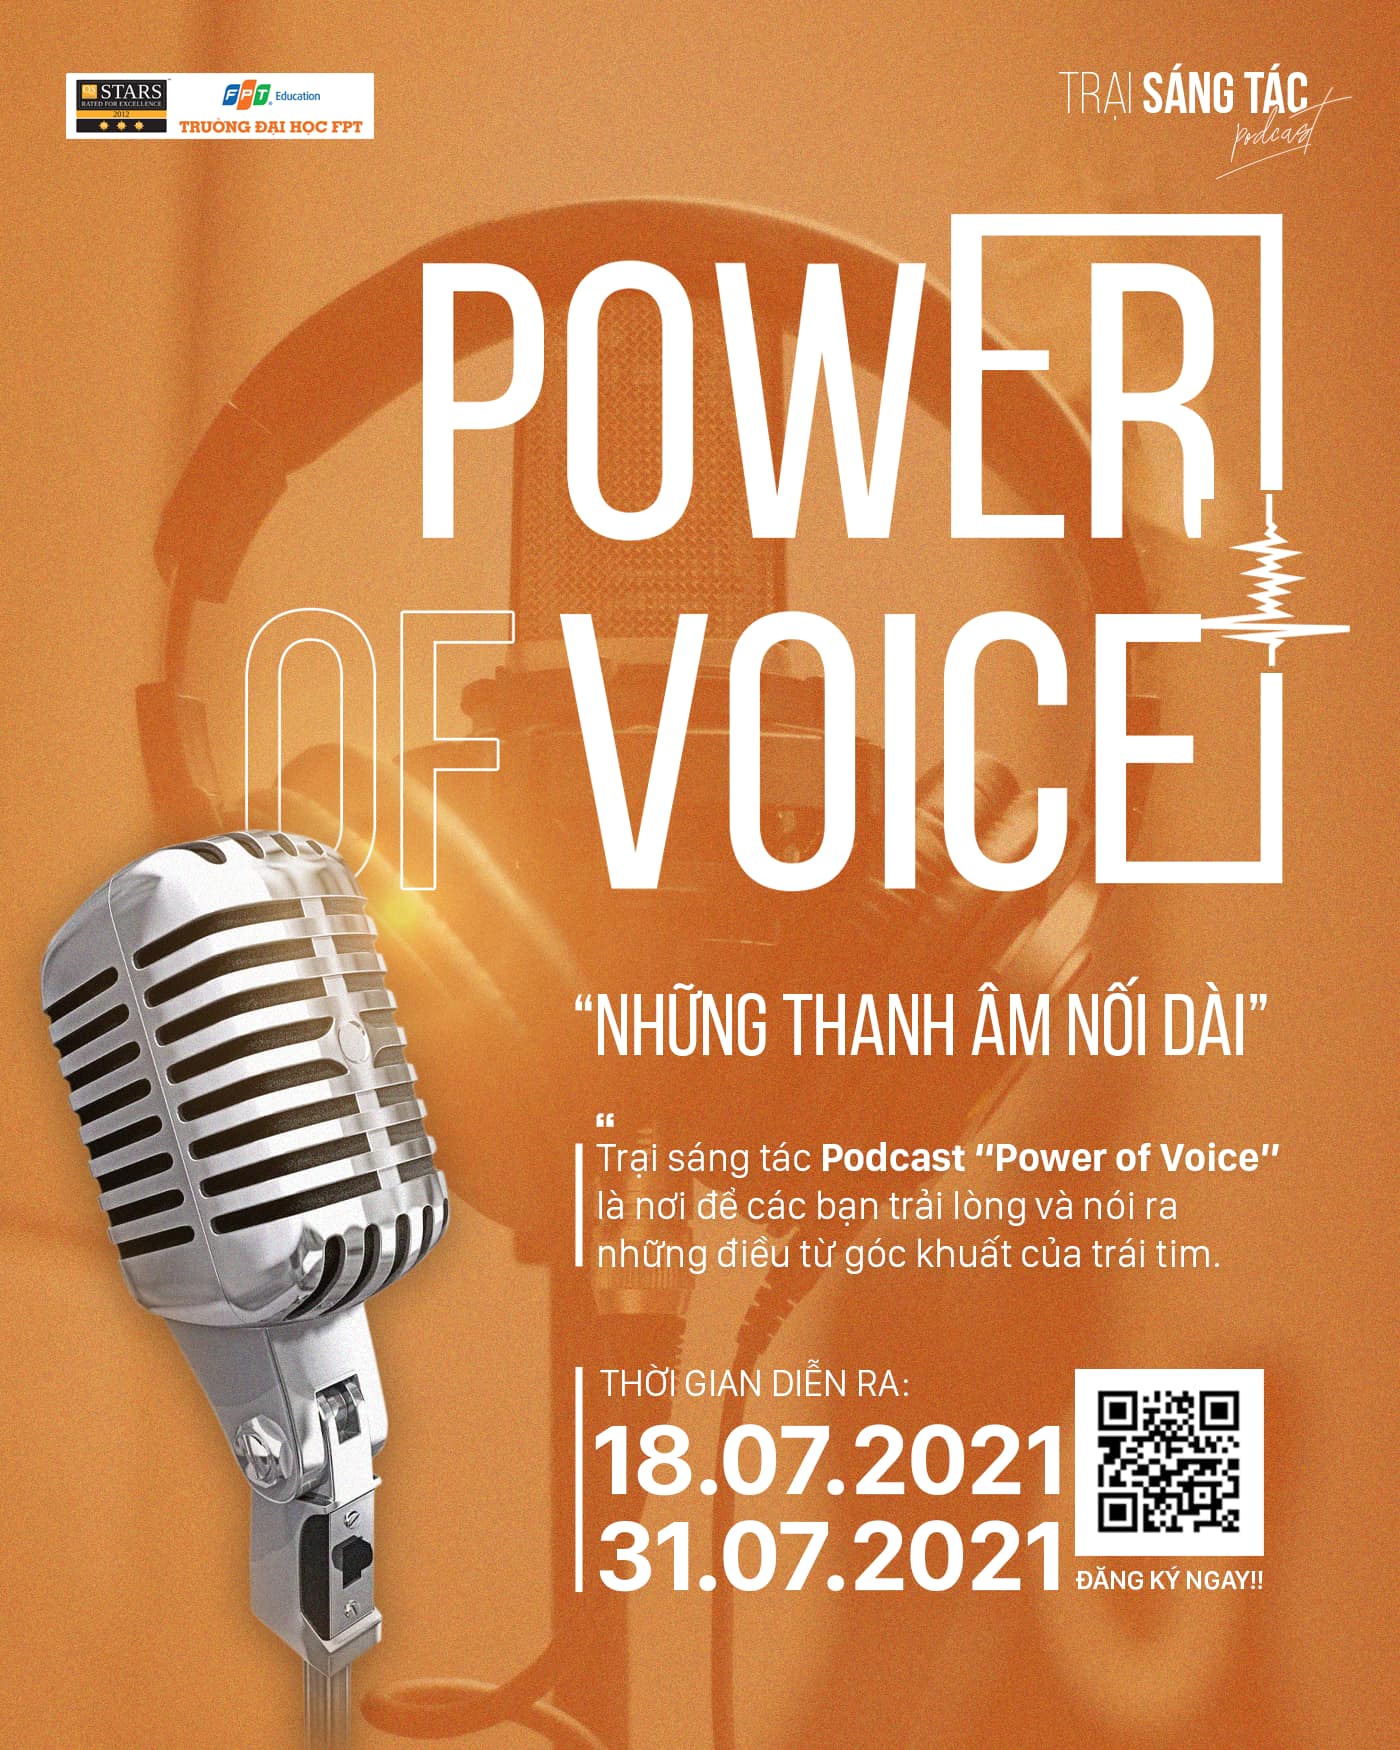 QS STARS
RATED FOR EXCELLENCE
2012
FPT Education
TRƯỜNG ĐẠI HỌC FPT
TRẠI SÁNG TÁC
podcast
POWER
OF VOICE
“NHỮNG THANH ÂM NỐI DÀI”
“
Trại sáng tác Podcast “Power of Voice”
là nơi để các bạn trải lòng và nói ra
những điều từ góc khuất của trái tim.
THỜI GIAN DIỄN RA:
18.07.2021
31.07.2021
ĐĂNG KÝ NGAY!!